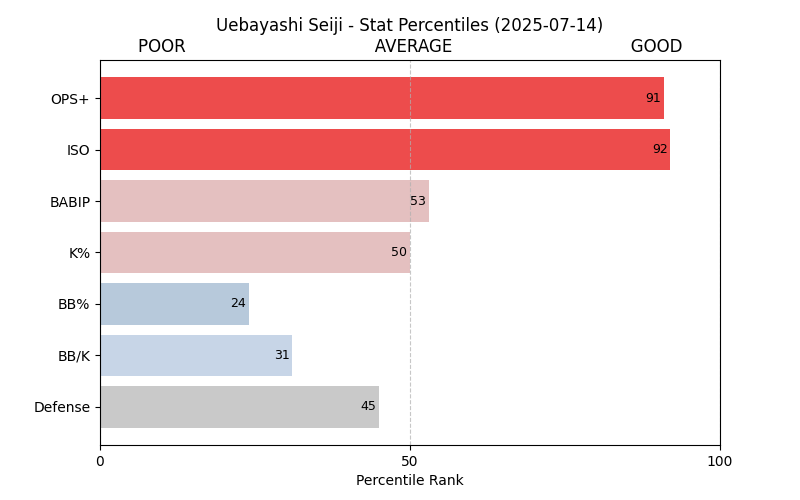 Uebayashi Seiji - Stat Percentiles (2025-07-14)
POOR AVERAGE GOOD
OPS+ 91
ISO 92
BABIP 53
K% 50
BB% 24
BB/K 31
Defense 45
0 50 100
Percentile Rank